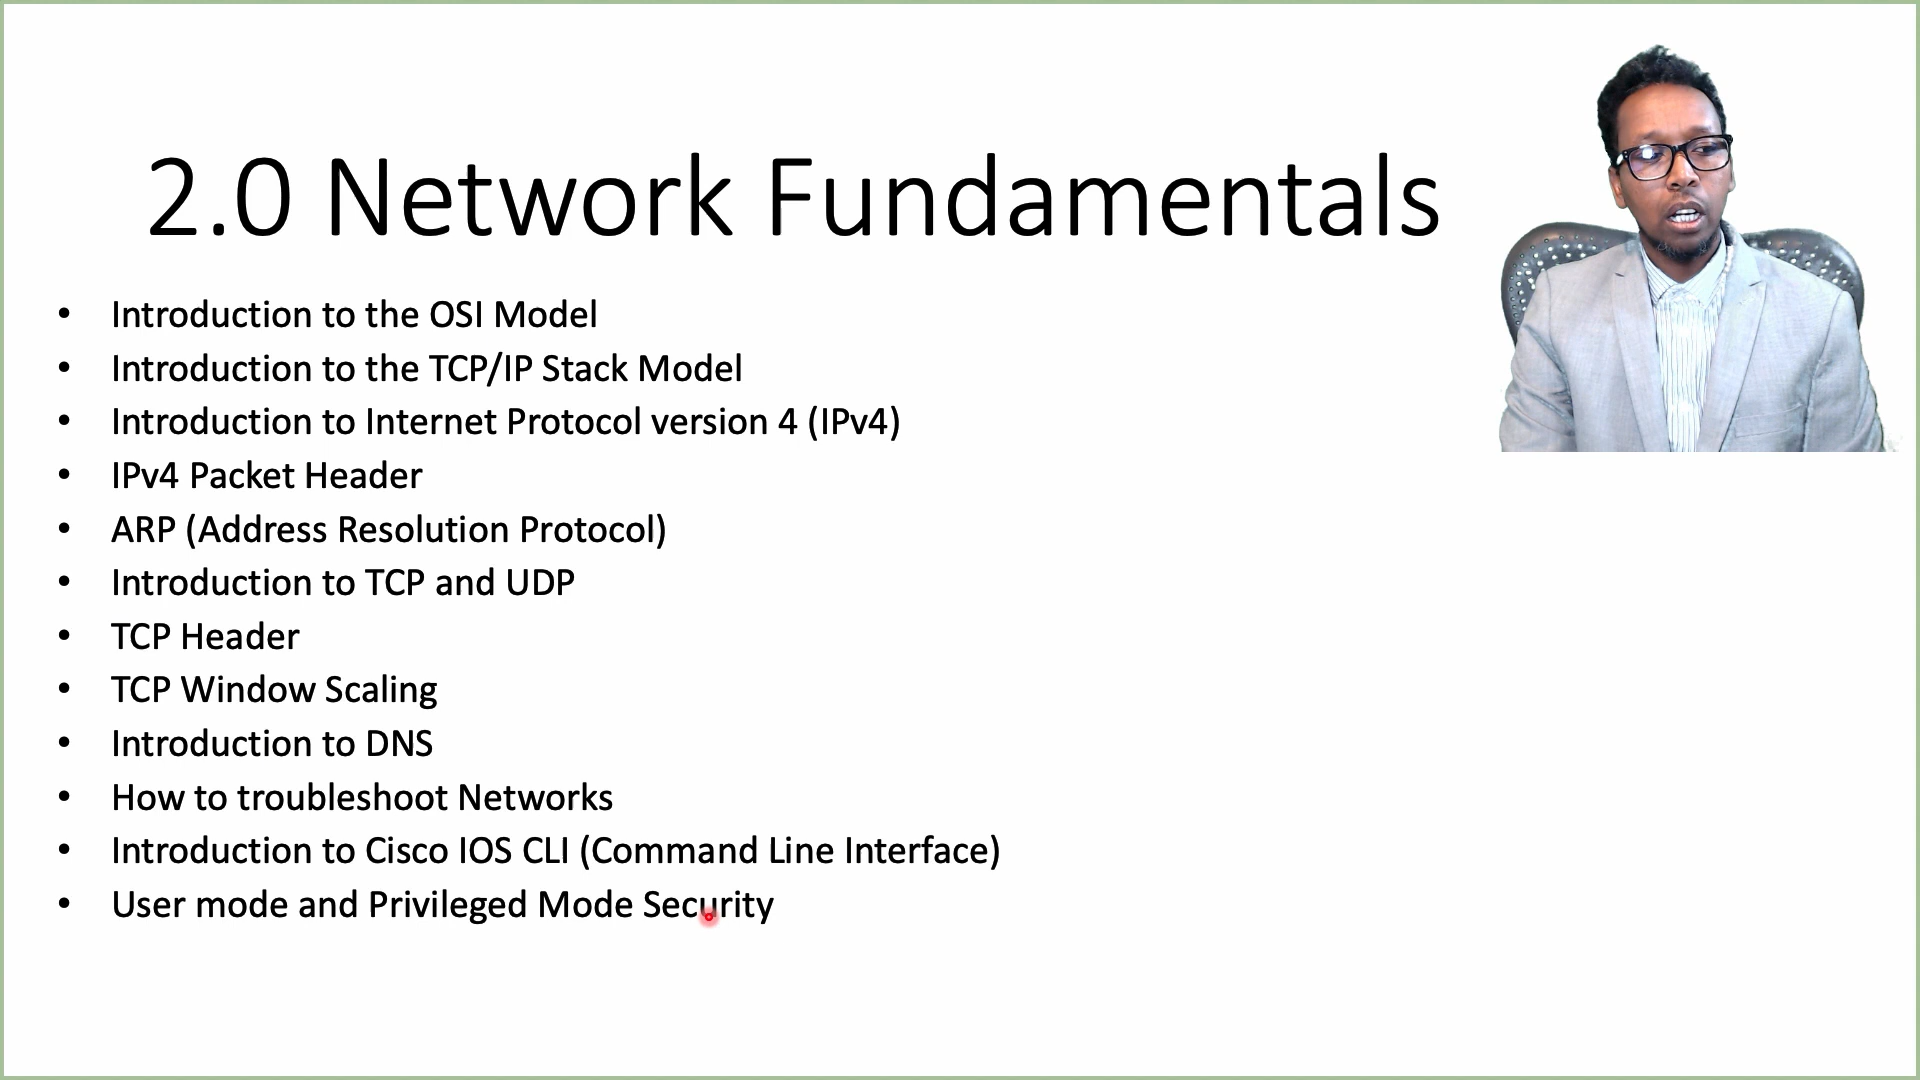 2.0 Network Fundamentals
• Introduction to the OSI Model
• Introduction to the TCP/IP Stack Model
• Introduction to Internet Protocol version 4 (IPv4)
• IPv4 Packet Header
• ARP (Address Resolution Protocol)
• Introduction to TCP and UDP
• TCP Header
• TCP Window Scaling
• Introduction to DNS
• How to troubleshoot Networks
• Introduction to Cisco IOS CLI (Command Line Interface)
• User mode and Privileged Mode Security